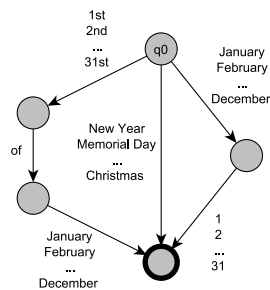 1st
2nd
...
31st
q0
January
February
...
December
New Year
Memorial Day
...
Christmas
of
January
February
...
December
1
2
...
31